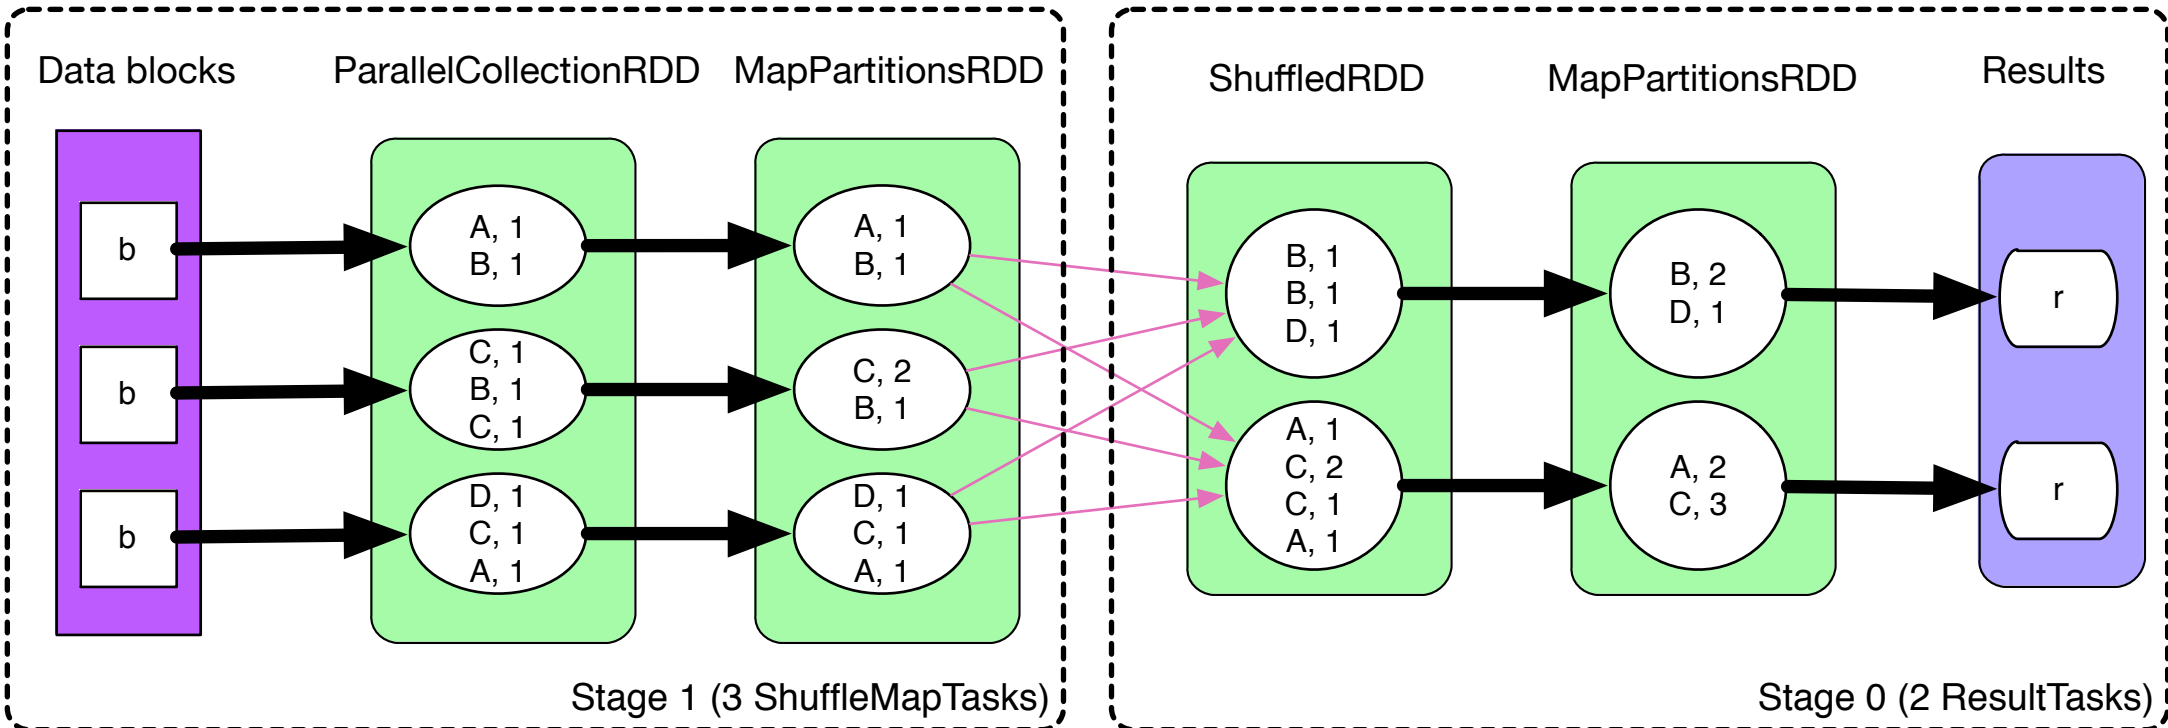 Data blocks
ParallelCollectionRDD
MapPartitionsRDD
b
b
b
A, 1
B, 1
C, 1
B, 1
C, 1
D, 1
C, 1
A, 1
A, 1
B, 1
C, 2
B, 1
D, 1
C, 1
A, 1
Stage 1 (3 ShuffleMapTasks)
ShuffledRDD
MapPartitionsRDD
Results
B, 1
B, 1
D, 1
A, 1
C, 2
C, 1
A, 1
B, 2
D, 1
A, 2
C, 3
r
r
Stage 0 (2 ResultTasks)